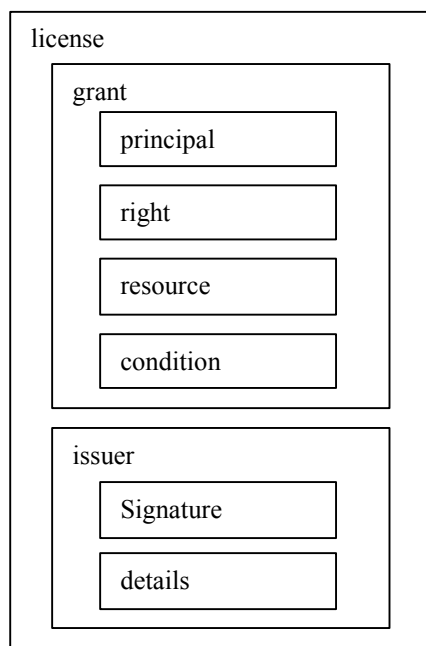 license
grant
principal
right
resource
condition
issuer
Signature
details